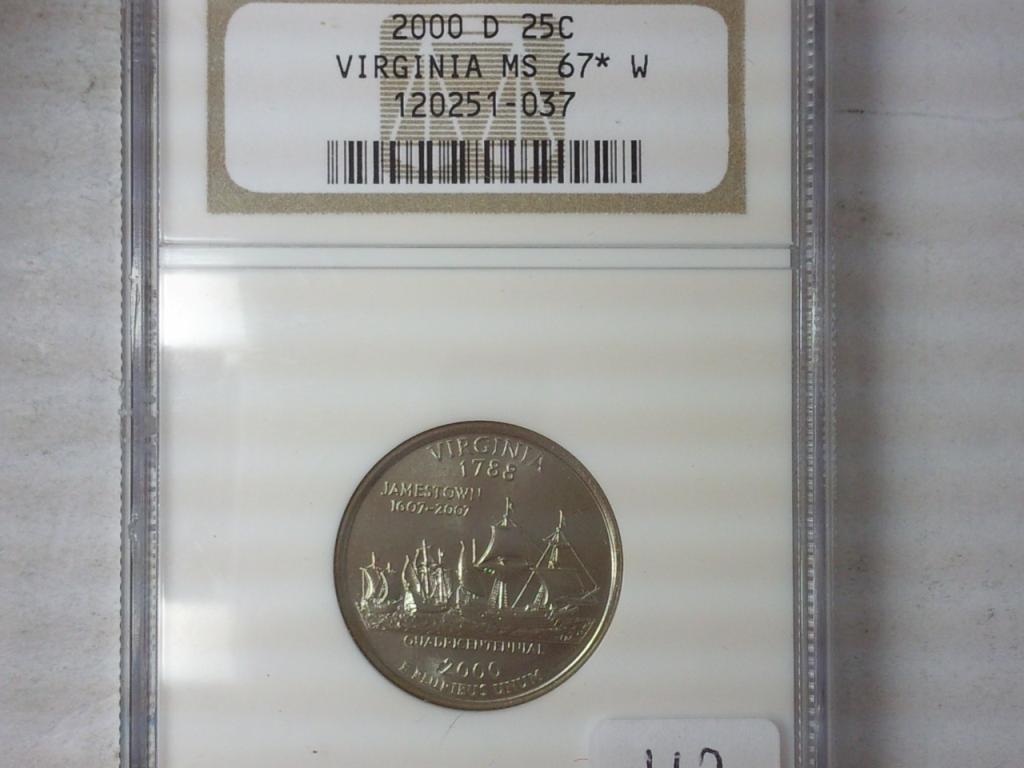 2000 D 25C
VIRGINIA MS 67* W
120251-037
VIRGINIA
1788
JAMESTOWN
1607-2007
QUADRICENTENNIAL
2000
E PLURIBUS UNUM